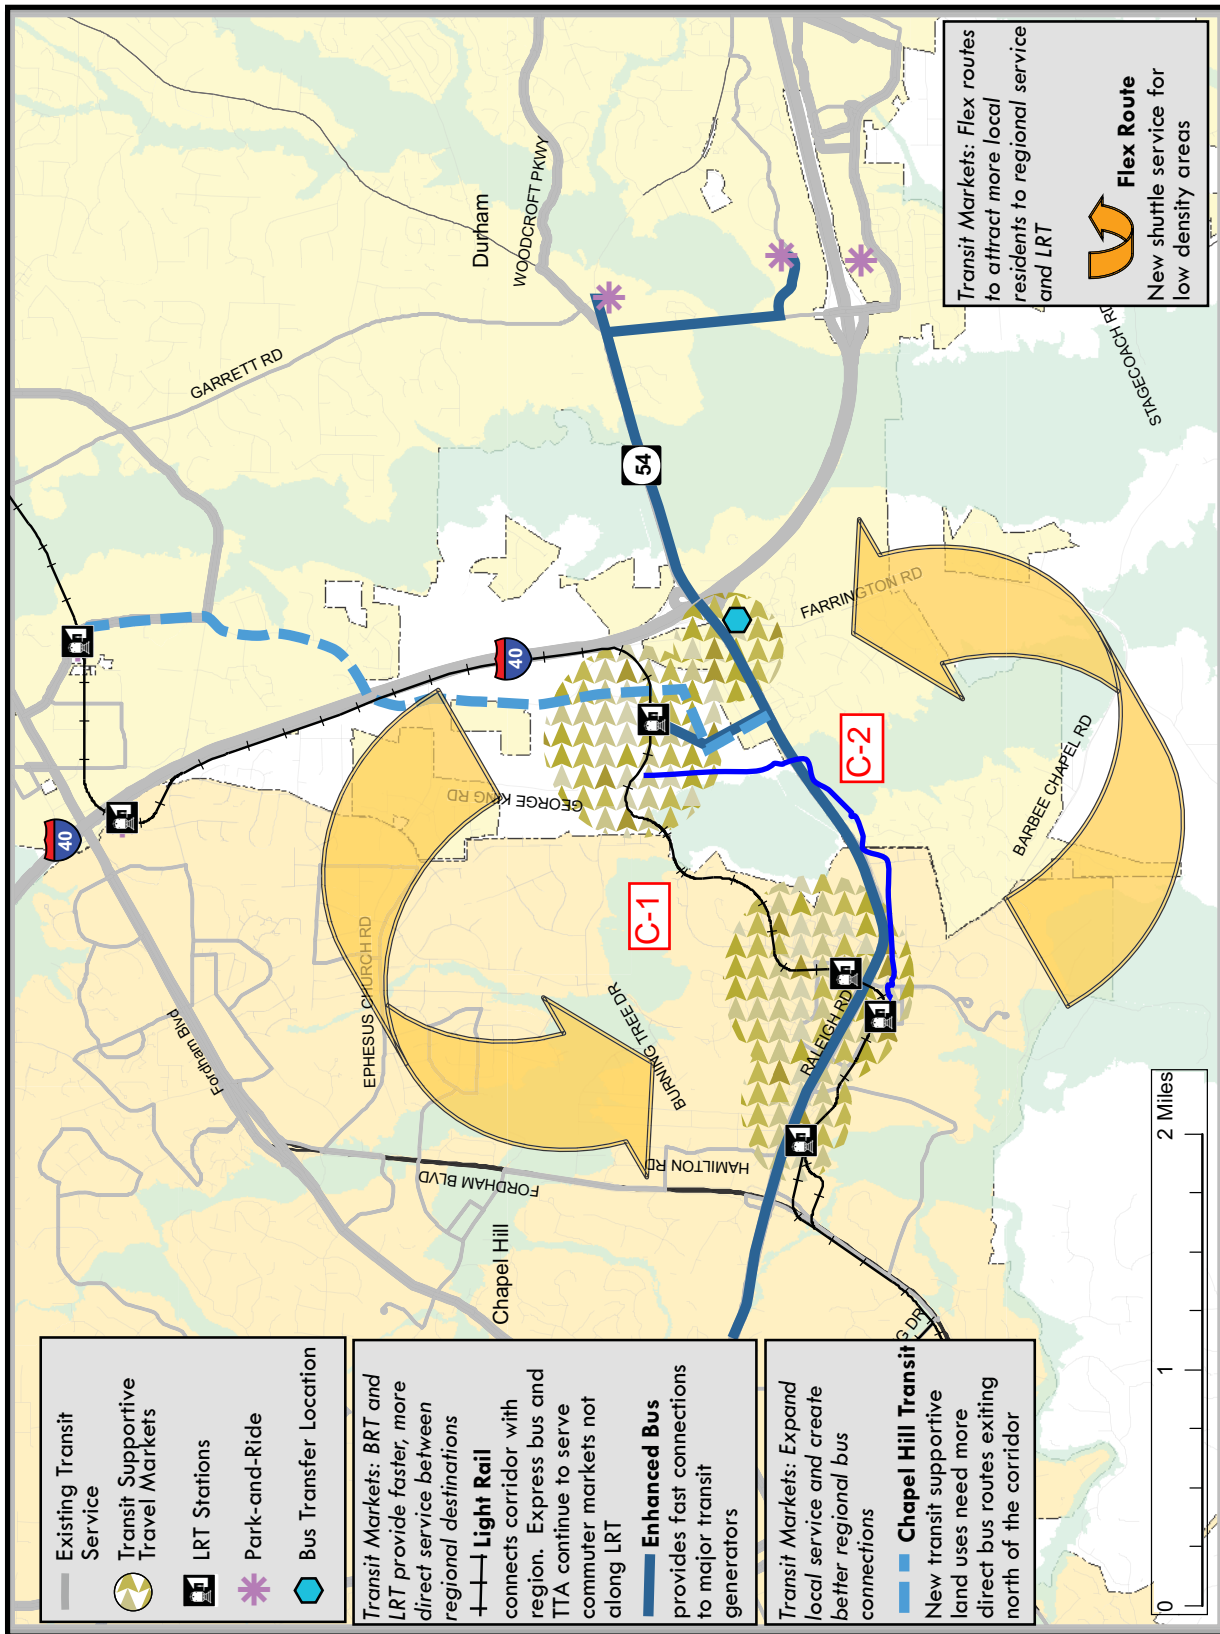 Existing Transit
Service
Transit Supportive
Travel Markets
LRT Stations
Park-and-Ride
Bus Transfer Location
Transit Markets: BRT and
LRT provide faster, more
direct service between
regional destinations
Light Rail
connects corridor with
region. Express bus and
TTA continue to serve
commuter markets not
along LRT
Enhanced Bus
provides fast connections
to major transit
generators
Transit Markets: Expand
local service and create
better regional bus
connections
Chapel Hill Transit
New transit supportive
land uses need more
direct bus routes exiting
north of the corridor
Transit Markets: Flex routes
to attract more local
residents to regional service
and LRT
Flex Route
New shuttle service for
low density areas
Fordham Blvd
EPHESUS CHURCH RD
FORDHAM BLVD
Chapel Hill
HAMILTON RD
BURNING TREE DR
RALEIGH RD
G DR
GEORGE KING RD
C-1
C-2
40
40
54
GARRETT RD
Durham
WOODCROFT PKWY
FARRINGTON RD
BARBEE CHAPEL RD
STAGECOACH RD
0
1
2 Miles